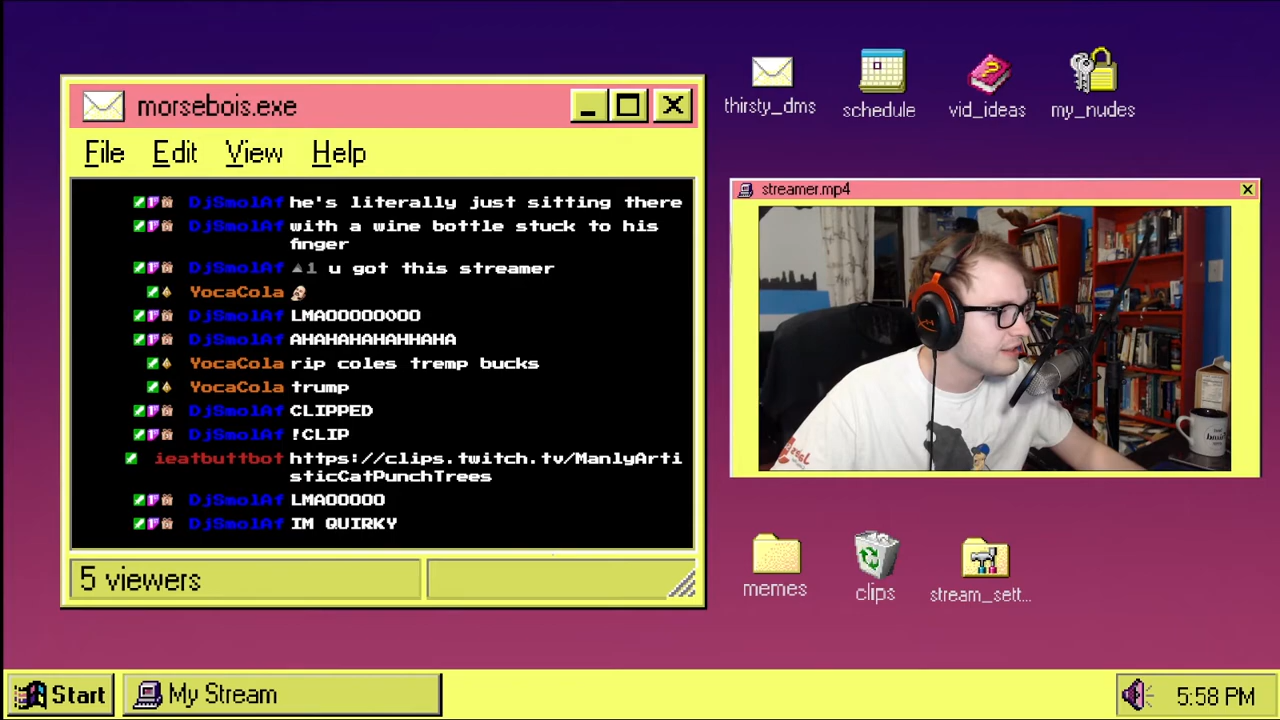 morsebois.exe
File Edit View Help
DjSmolAf he's literally just sitting there
DjSmolAf with a wine bottle stuck to his
finger
DjSmolAf 1 u got this streamer
YocaCola
DjSmolAf LMAOOOOOOOO
DjSmolAf AHAHAHAHAHHAHA
YocaCola rip coles tremp bucks
YocaCola trump
DjSmolAf CLIPPED
DjSmolAf !CLIP
ieatbuttbot https://clips.twitch.tv/ManlyArti
sticCatPunchTrees
DjSmolAf LMAOOOOO
DjSmolAf IM QUIRKY
5 viewers
thirsty_dms
schedule
vid_ideas
my_nudes
streamer.mp4
memes
clips
stream_sett...
Start
My Stream
5:58 PM